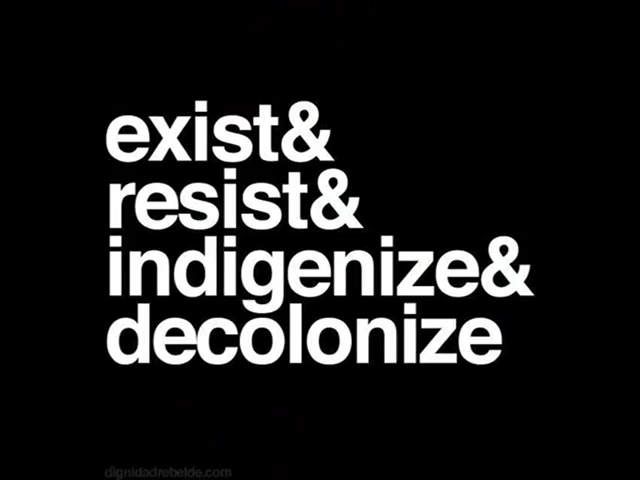 exist&
resist&
indigenize&
decolonize
dignidadrebelde.com